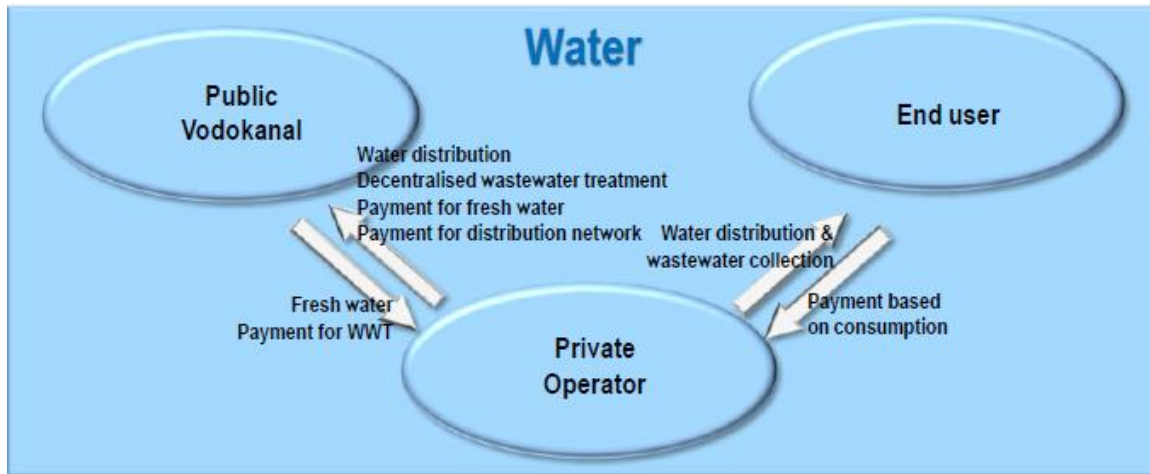 Water
Public
Vodokanal
End user
Water distribution
Decentralised wastewater treatment
Payment for fresh water
Payment for distribution network
Water distribution &
wastewater collection
Fresh water
Payment for WWT
Payment based
on consumption
Private
Operator